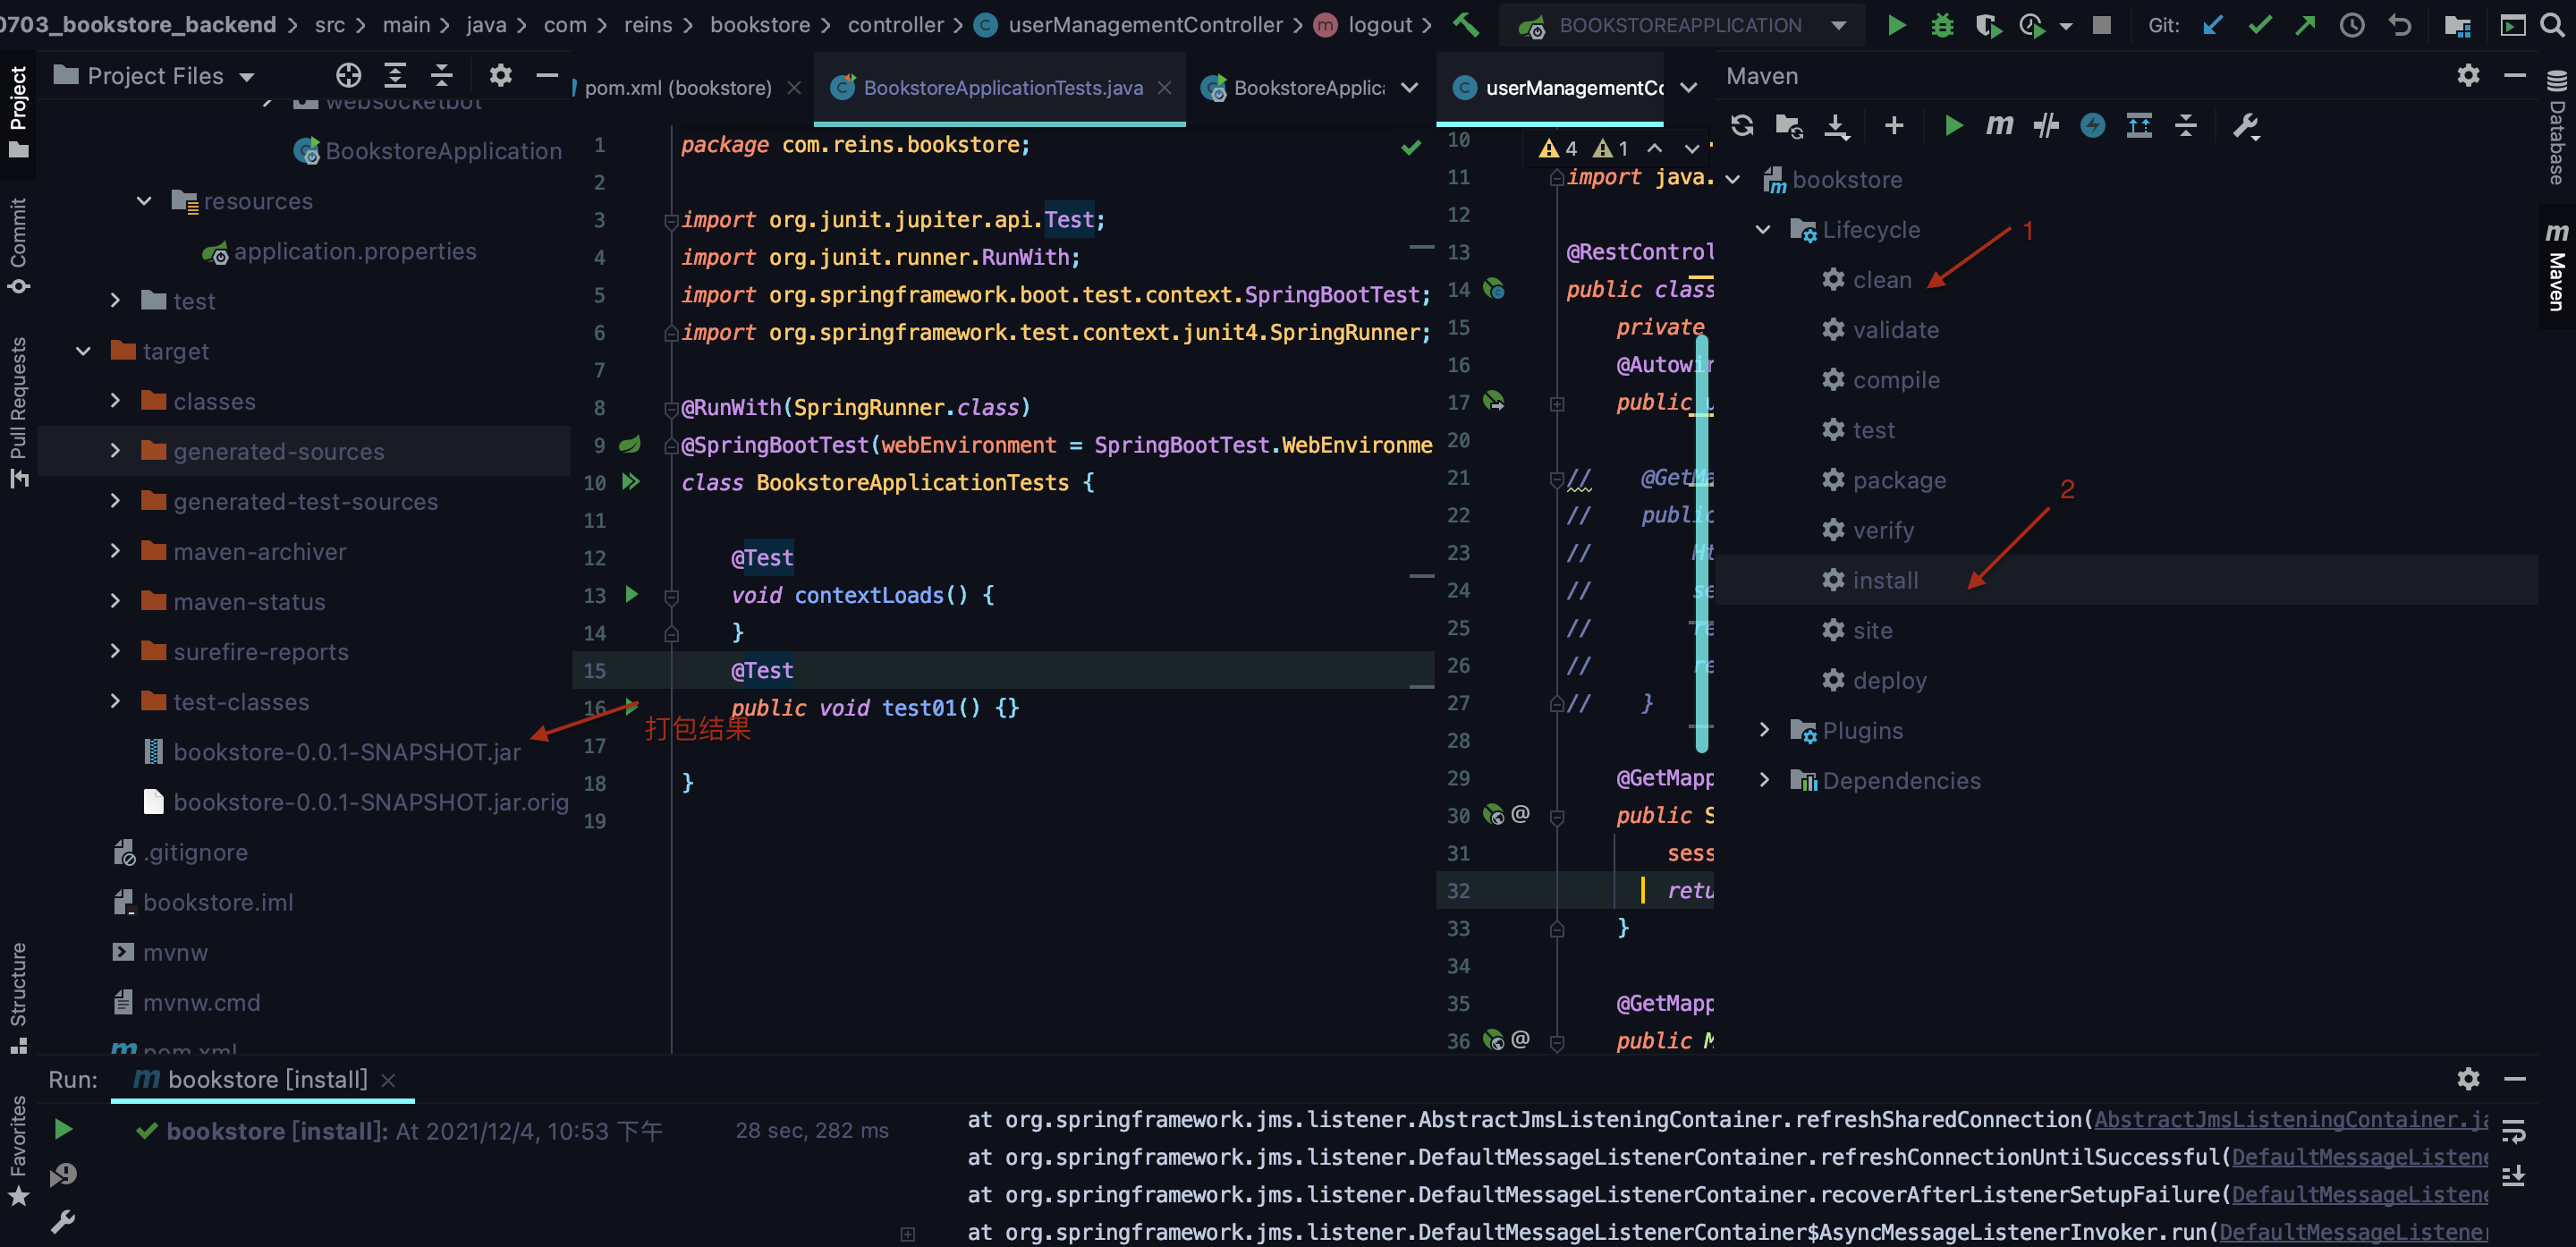 0703_bookstore_backend src main java com reins bookstore controller userManagementController logout BOOKSTOREAPPLICATION Git:
Project Files
pom.xml (bookstore) BookstoreApplicationTests.java BookstoreApplic userManagementCo
Maven
Project
Commit
Pull Requests
Structure
Favorites
Database
Maven
websocketbot
BookstoreApplication
resources
application.properties
test
target
classes
generated-sources
generated-test-sources
maven-archiver
maven-status
surefire-reports
test-classes
bookstore-0.0.1-SNAPSHOT.jar
bookstore-0.0.1-SNAPSHOT.jar.orig
.gitignore
bookstore.iml
mvnw
mvnw.cmd
pom.xml
打包结果
1 package com.reins.bookstore;
2
3 import org.junit.jupiter.api.Test;
4 import org.junit.runner.RunWith;
5 import org.springframework.boot.test.context.SpringBootTest;
6 import org.springframework.test.context.junit4.SpringRunner;
7
8 @RunWith(SpringRunner.class)
9 @SpringBootTest(webEnvironment = SpringBootTest.WebEnvironme
10 class BookstoreApplicationTests {
11
12 @Test
13 void contextLoads() {
14 }
15 @Test
16 public void test01() {}
17
18 }
19
4 1
10
11 import java.
12
13 @RestControl
14 public class
15 private
16 @Autowir
17 public
20
21 // @GetMa
22 // public
23 // Ht
24 // se
25 // re
26 // re
27 // }
28
29 @GetMapp
30 @ public S
31 sess
32 retu
33 }
34
35 @GetMapp
36 @ public M
bookstore
Lifecycle
1
clean
validate
compile
test
package
2
verify
install
site
deploy
Plugins
Dependencies
Run: bookstore [install]
bookstore [install]: At 2021/12/4, 10:53 下午 28 sec, 282 ms
at org.springframework.jms.listener.AbstractJmsListeningContainer.refreshSharedConnection(AbstractJmsListeningContainer.ja
at org.springframework.jms.listener.DefaultMessageListenerContainer.refreshConnectionUntilSuccessful(DefaultMessageListene
at org.springframework.jms.listener.DefaultMessageListenerContainer.recoverAfterListenerSetupFailure(DefaultMessageListene
at org.springframework.jms.listener.DefaultMessageListenerContainer$AsyncMessageListenerInvoker.run(DefaultMessageListener